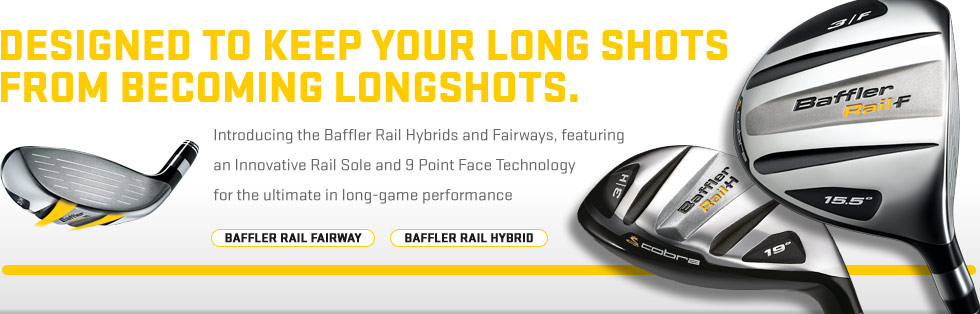 DESIGNED TO KEEP YOUR LONG SHOTS
FROM BECOMING LONGSHOTS.
Introducing the Baffler Rail Hybrids and Fairways, featuring
an Innovative Rail Sole and 9 Point Face Technology
for the ultimate in long-game performance
BAFFLER RAIL FAIRWAY
BAFFLER RAIL HYBRID
Baffler
3/H
Baffler
Rail-H
cobra
19°
3/F
Baffler
Rail-F
15.5°